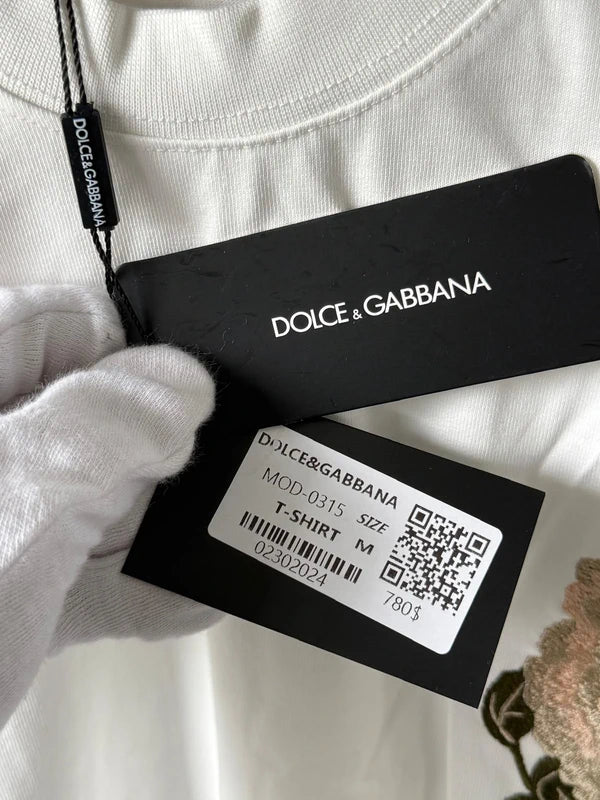 DOLCE&GABBANA
DOLCE & GABBANA
DOLCE&GABBANA
MOD-0315 SIZE
T-SHIRT M
02302024
780$